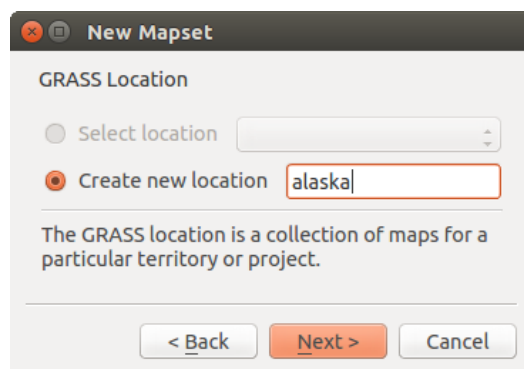 New Mapset
GRASS Location
Select location
Create new location alaska
The GRASS location is a collection of maps for a
particular territory or project.
< Back Next > Cancel